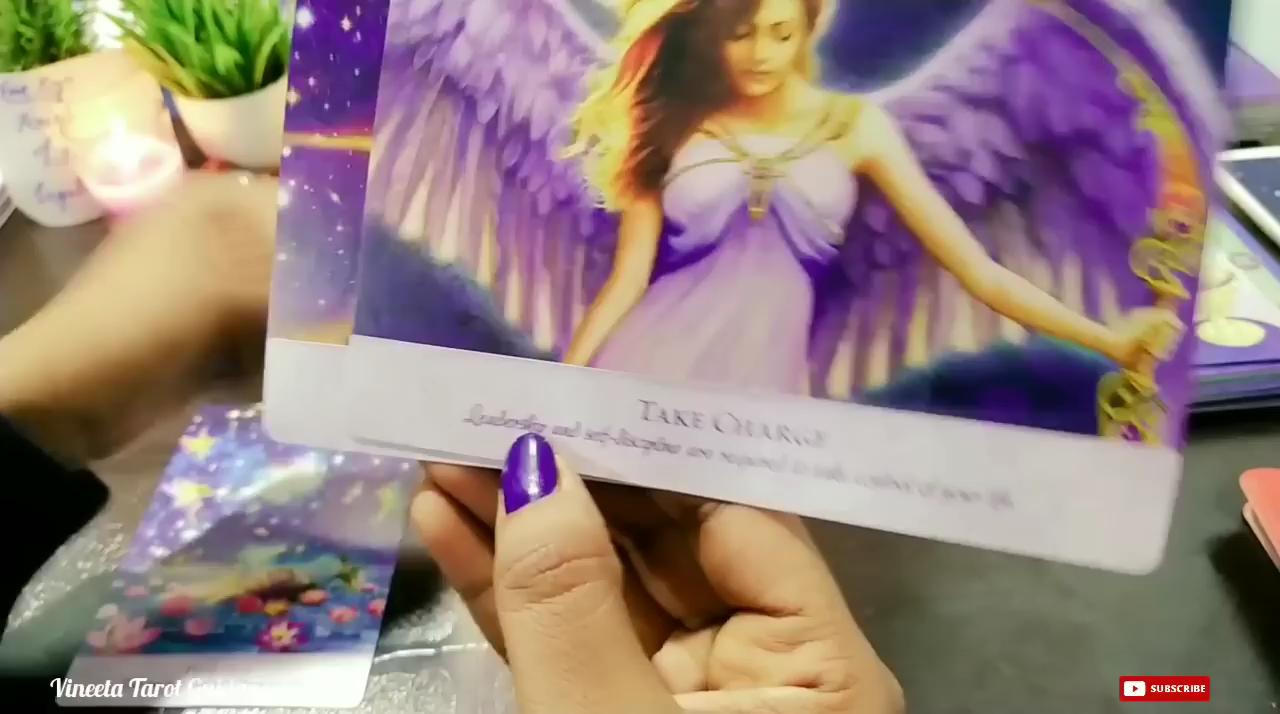 TAKE CHARGE
Leadership and self-discipline are required to take control of your life.
Vineeta Tarot
SUBSCRIBE